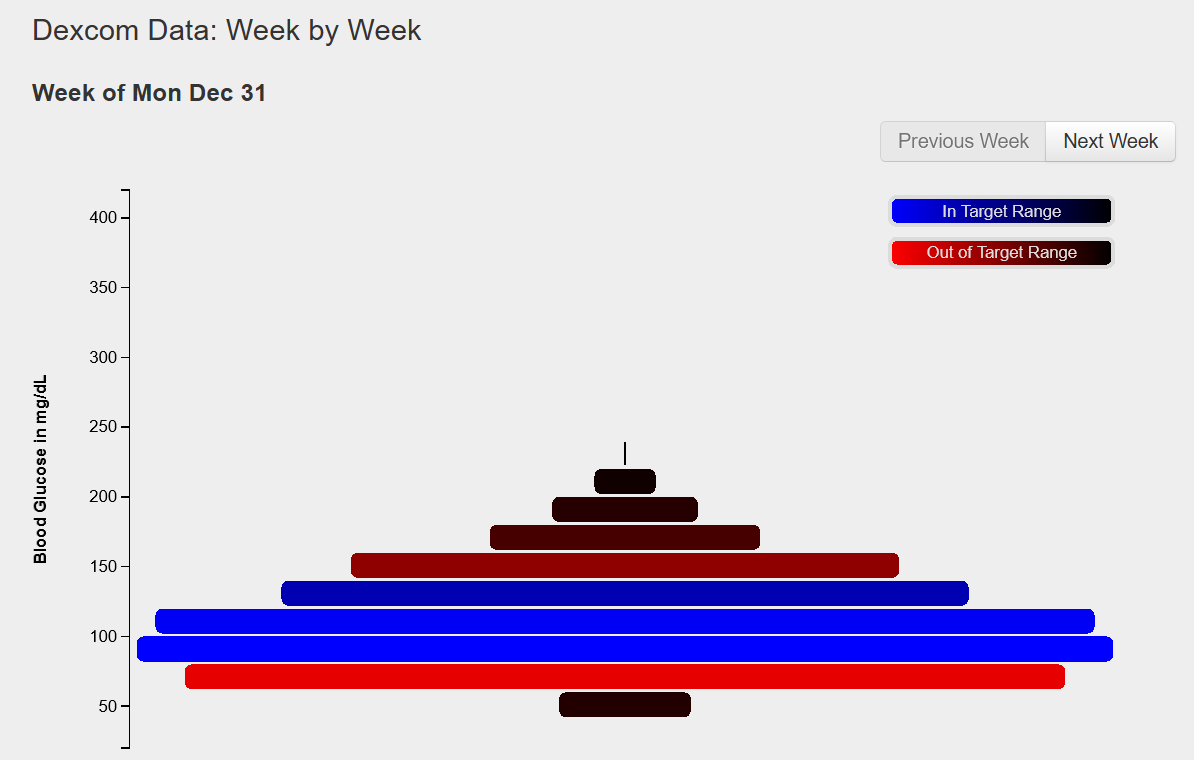 Dexcom Data: Week by Week
Week of Mon Dec 31
Previous Week
Next Week
In Target Range
Out of Target Range
400
350
300
250
200
150
100
50
Blood Glucose in mg/dL